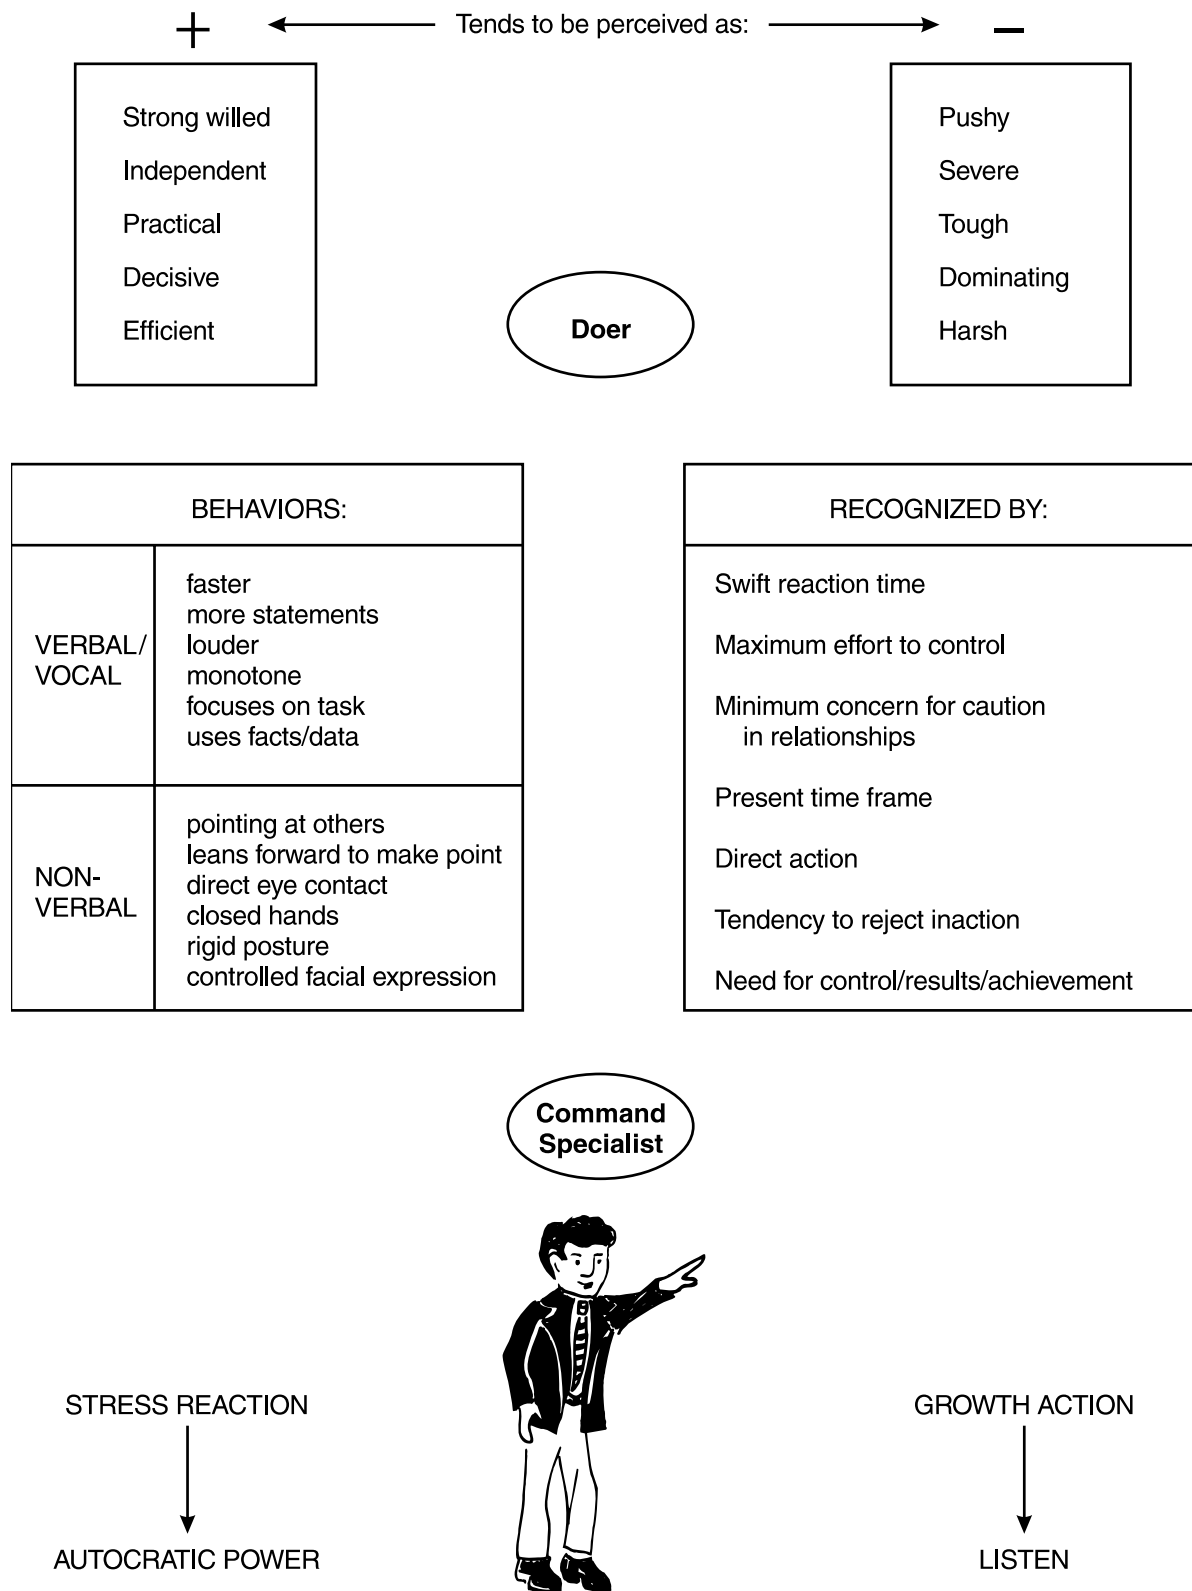 + Tends to be perceived as: −
Strong willed
Independent
Practical
Decisive
Efficient
Pushy
Severe
Tough
Dominating
Harsh
Doer
BEHAVIORS:
VERBAL/
VOCAL
faster
more statements
louder
monotone
focuses on task
uses facts/data
NON-
VERBAL
pointing at others
leans forward to make point
direct eye contact
closed hands
rigid posture
controlled facial expression
RECOGNIZED BY:
Swift reaction time
Maximum effort to control
Minimum concern for caution
in relationships
Present time frame
Direct action
Tendency to reject inaction
Need for control/results/achievement
Command
Specialist
STRESS REACTION
AUTOCRATIC POWER
GROWTH ACTION
LISTEN